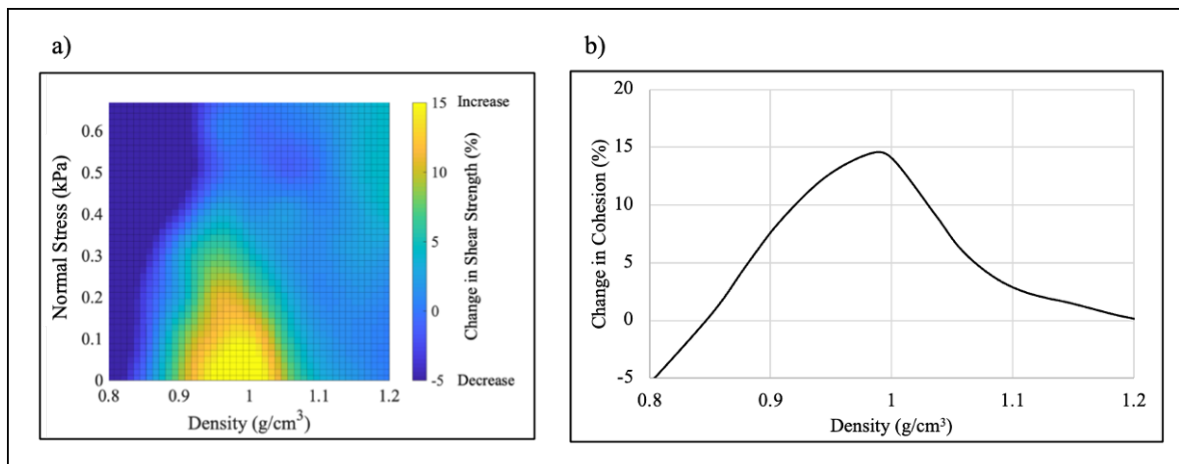 a)
Normal Stress (kPa)
0.6
0.5
0.4
0.3
0.2
0.1
0
0.8 0.9 1 1.1 1.2
Density (g/cm³)
15 Increase
10
5
0
-5 Decrease
Change in Shear Strength (%)
b)
Change in Cohesion (%)
20
15
10
5
0
-5
0.8 0.9 1 1.1 1.2
Density (g/cm³)